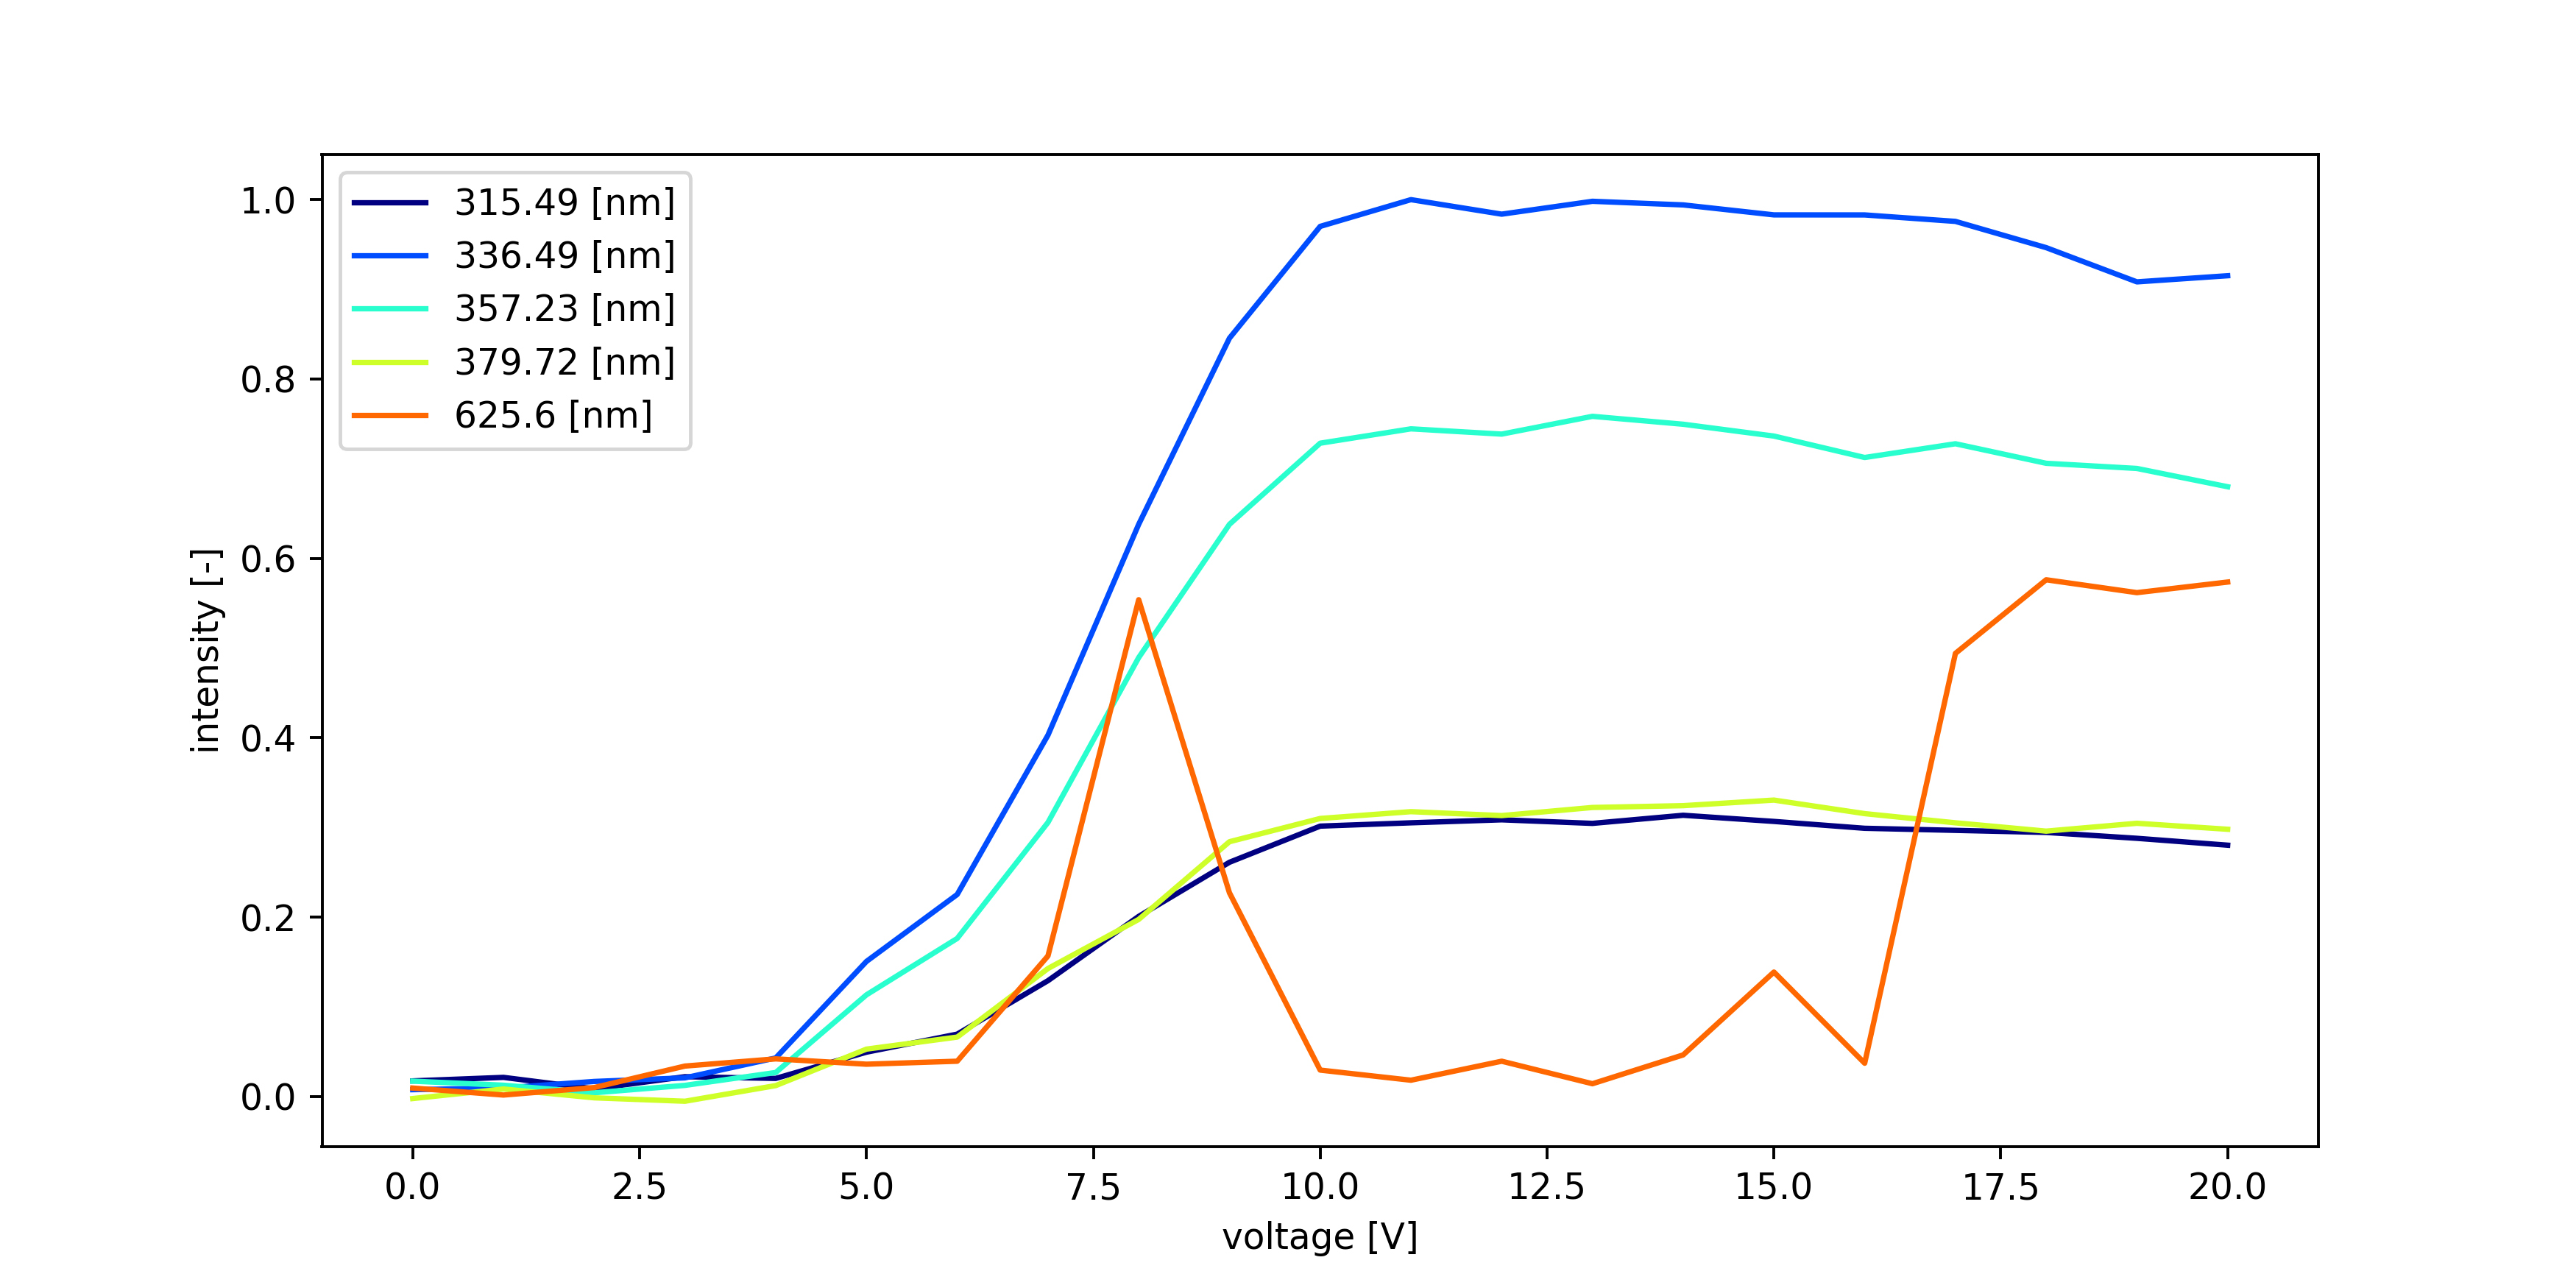 315.49 [nm]
336.49 [nm]
357.23 [nm]
379.72 [nm]
625.6 [nm]
1.0
0.8
0.6
0.4
0.2
0.0
intensity [-]
0.0 2.5 5.0 7.5 10.0 12.5 15.0 17.5 20.0
voltage [V]